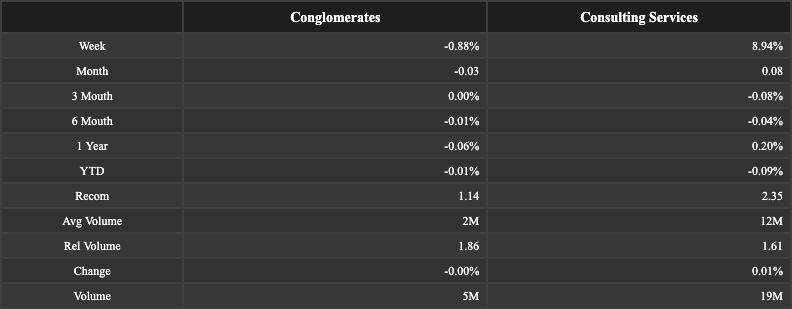 Conglomerates Consulting Services
Week -0.88% 8.94%
Month -0.03 0.08
3 Mouth 0.00% -0.08%
6 Mouth -0.01% -0.04%
1 Year -0.06% 0.20%
YTD -0.01% -0.09%
Recom 1.14 2.35
Avg Volume 2M 12M
Rel Volume 1.86 1.61
Change -0.00% 0.01%
Volume 5M 19M